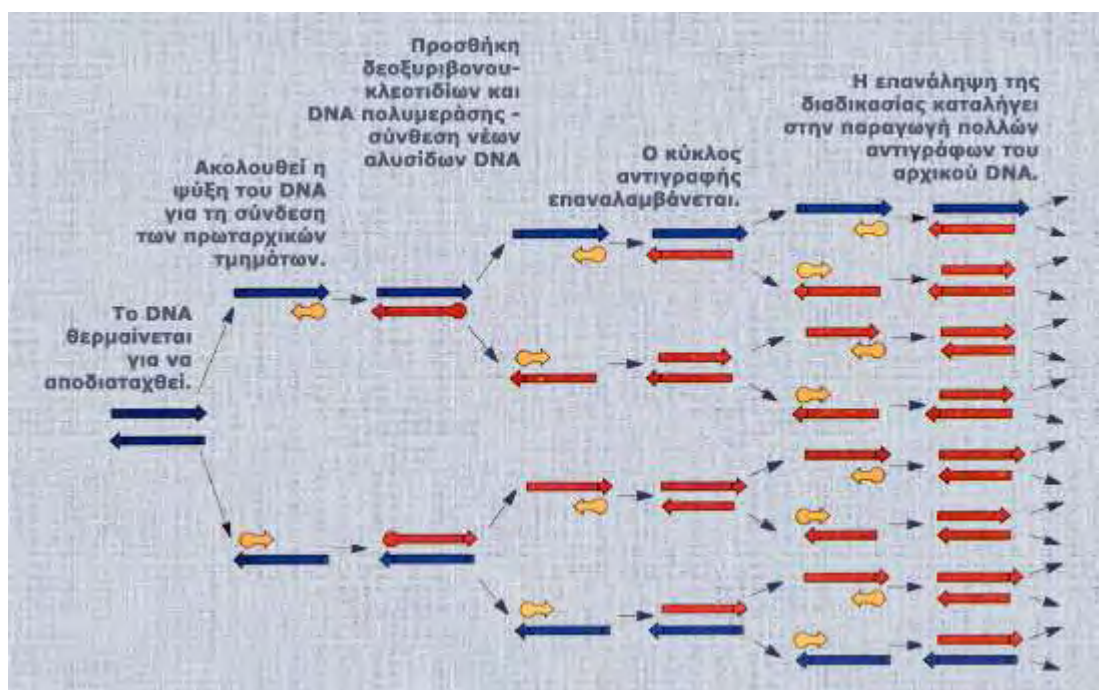 Το DNA
θερμαίνεται
για να
αποδιαταχθεί.
Ακολουθεί η
ψύξη του DNA
για τη σύνδεση
των πρωταρχικών
τμημάτων.
Προσθήκη
δεοξυριβονου-
κλεοτιδίων και
DNA πολυμεράσης -
σύνθεση νέων
αλυσίδων DNA
Ο κύκλος
αντιγραφής
επαναλαμβάνεται.
Η επανάληψη της
διαδικασίας καταλήγει
στην παραγωγή πολλών
αντιγράφων του
αρχικού DNA.